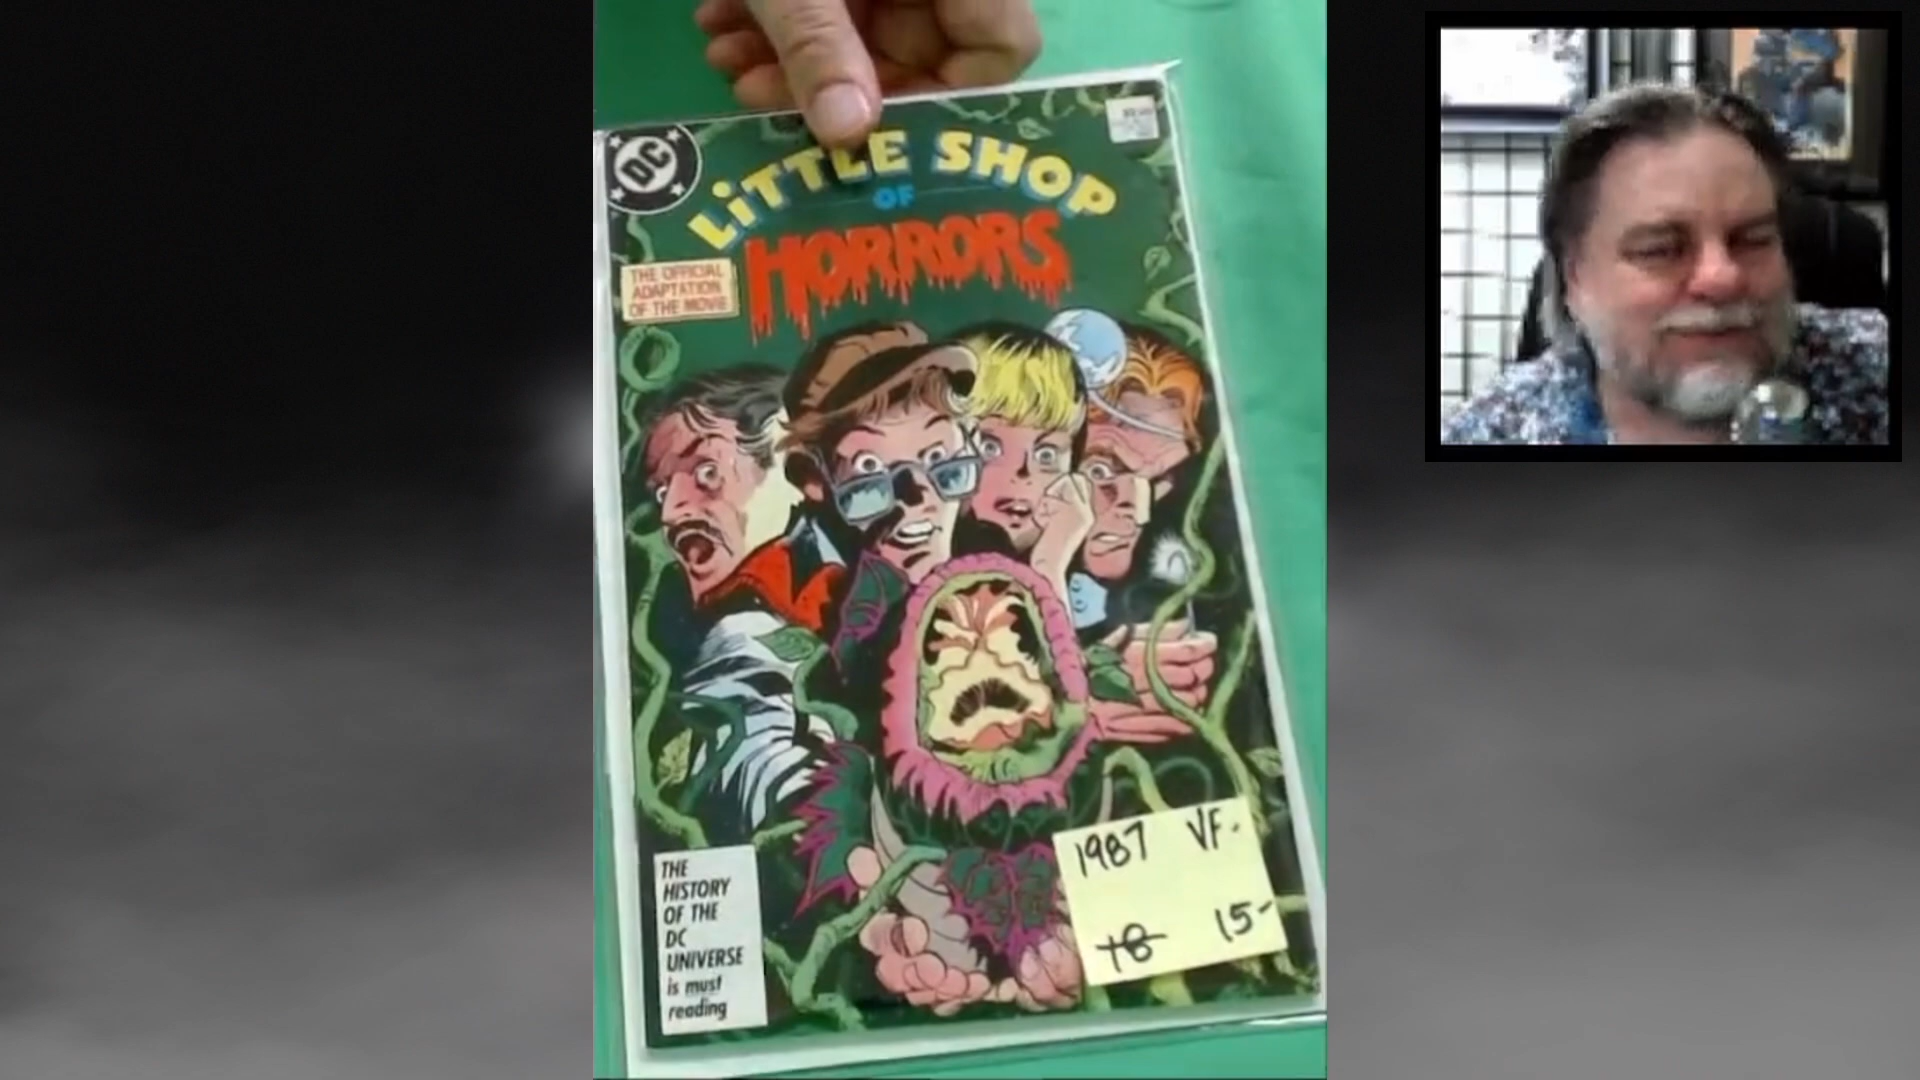 DC
LiTTLE SHOP
OF
HORRORS
THE OFFICIAL
ADAPTATION
OF THE MOVIE
1987 VF-
18 15-
THE
HISTORY
OF THE
DC
UNIVERSE
is must
reading